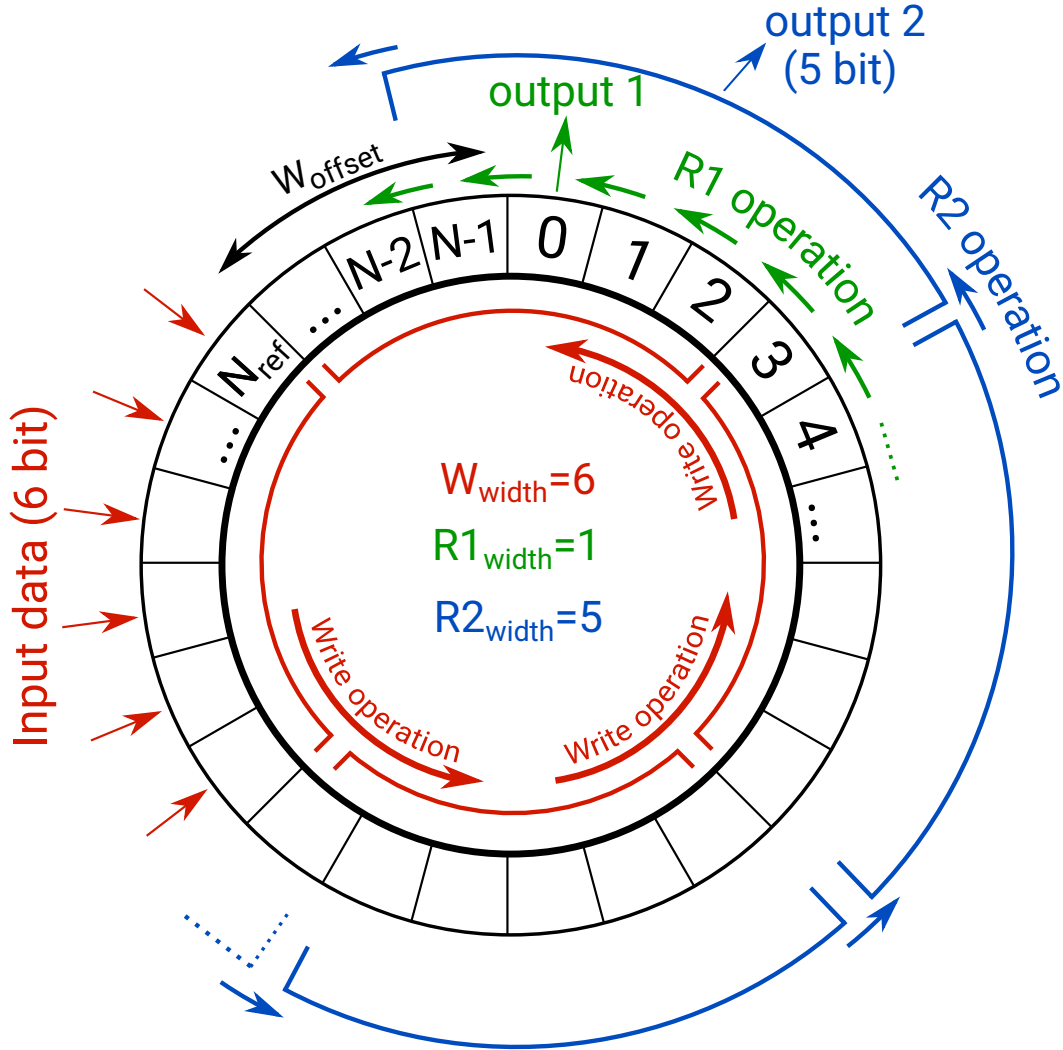 output 2
(5 bit)
output 1
W_offset
R1 operation
R2 operation
N-2
N-1
0
1
2
3
4
...
...
N_ref
...
Input data (6 bit)
Write operation
W_width=6
R1_width=1
R2_width=5
Write operation
Write operation